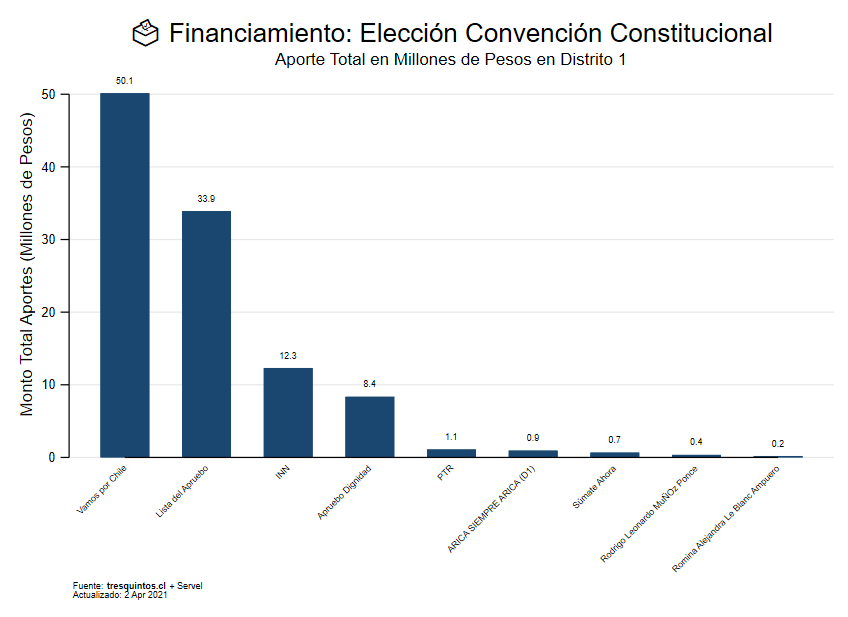 Financiamiento: Elección Convención Constitucional
Aporte Total en Millones de Pesos en Distrito 1
Monto Total Aportes (Millones de Pesos)
50
40
30
20
10
0
50.1
33.9
12.3
8.4
1.1
0.9
0.7
0.4
0.2
Vamos por Chile
Lista del Apruebo
INN
Apruebo Dignidad
PTR
ARICA SIEMPRE ARICA (D1)
Súmate Ahora
Rodrigo Leonardo MuÑOz Ponce
Romina Alejandra Le Blanc Ampuero
Fuente: tresquintos.cl + Servel
Actualizado: 2 Apr 2021